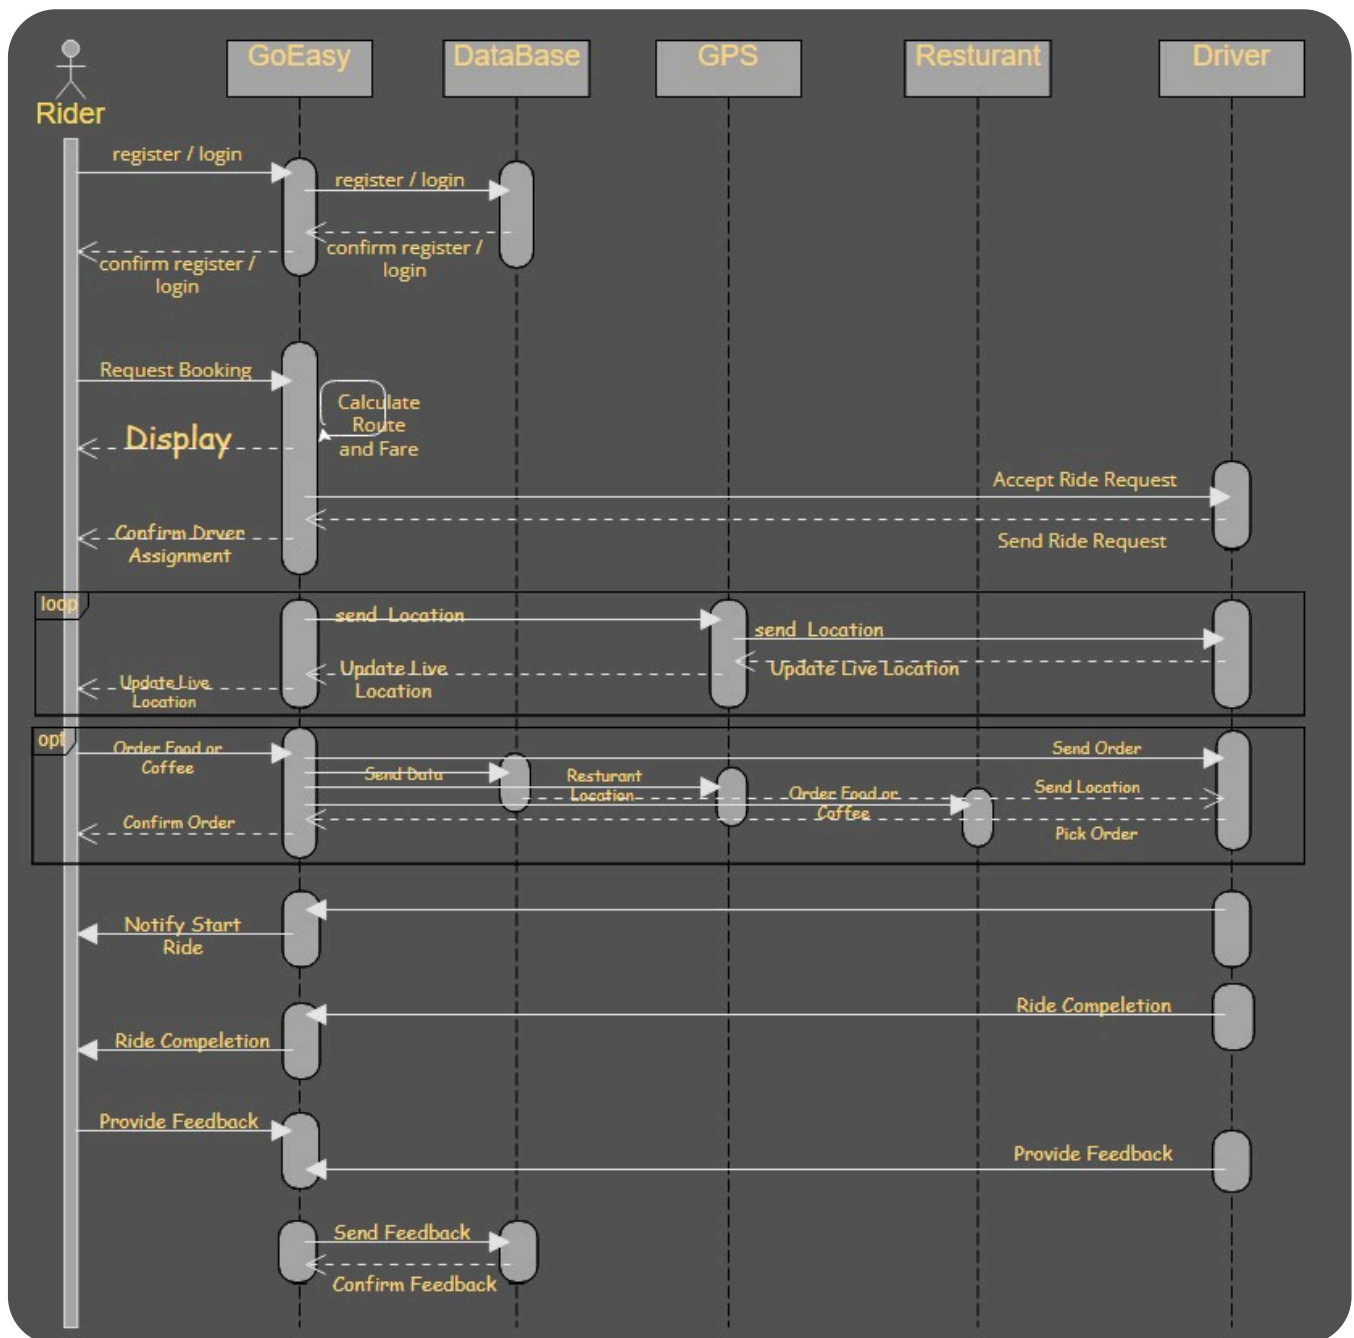 GoEasy
DataBase
GPS
Resturant
Driver
Rider
register / login
register / login
confirm register /
login
confirm register /
login
Request Booking
Calculate
Route
and Fare
Display
Accept Ride Request
Send Ride Request
Confirm Drver
Assignment
loop
send Location
send Location
Update Live
Location
Update Live Location
Update Live
Location
opt
Order Food or
Coffee
Send Order
Send Data
Resturant
Location
Order Food or
Coffee
Send Location
Confirm Order
Pick Order
Notify Start
Ride
Ride Compeletion
Ride Compeletion
Provide Feedback
Provide Feedback
Send Feedback
Confirm Feedback